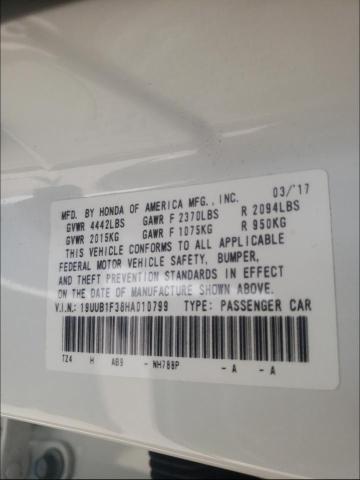 MFD. BY HONDA OF AMERICA MFG., INC. 03/'17
GVWR 4442LBS GAWR F 2370LBS R 2094LBS
GVWR 2015KG GAWR F 1075KG R 950KG
THIS VEHICLE CONFORMS TO ALL APPLICABLE
FEDERAL MOTOR VEHICLE SAFETY, BUMPER,
AND THEFT PREVENTION STANDARDS IN EFFECT
ON THE DATE OF MANUFACTURE SHOWN ABOVE.
V.I.N.:19UUB1F38HA010799 TYPE: PASSENGER CAR
TZ4 H AB9 - NH788P - A - A